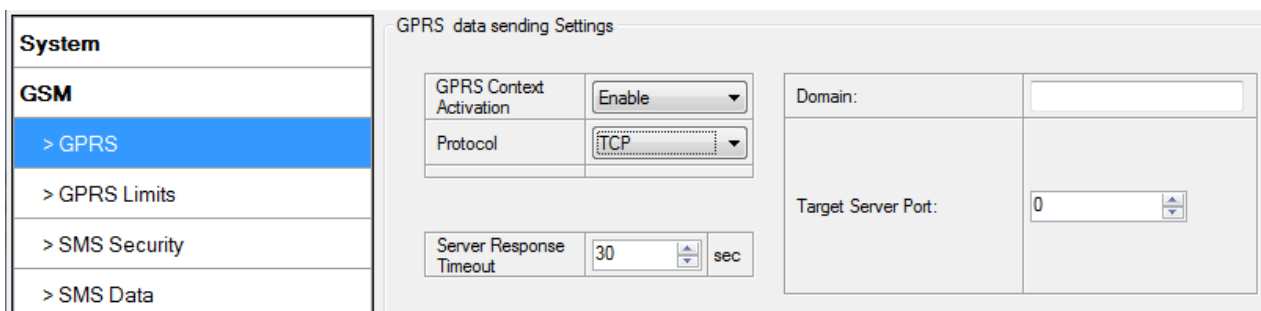 System
GSM
> GPRS
> GPRS Limits
> SMS Security
> SMS Data
GPRS data sending Settings
GPRS Context
Activation
Enable
Protocol
TCP
Server Response
Timeout
30
sec
Domain:
Target Server Port:
0